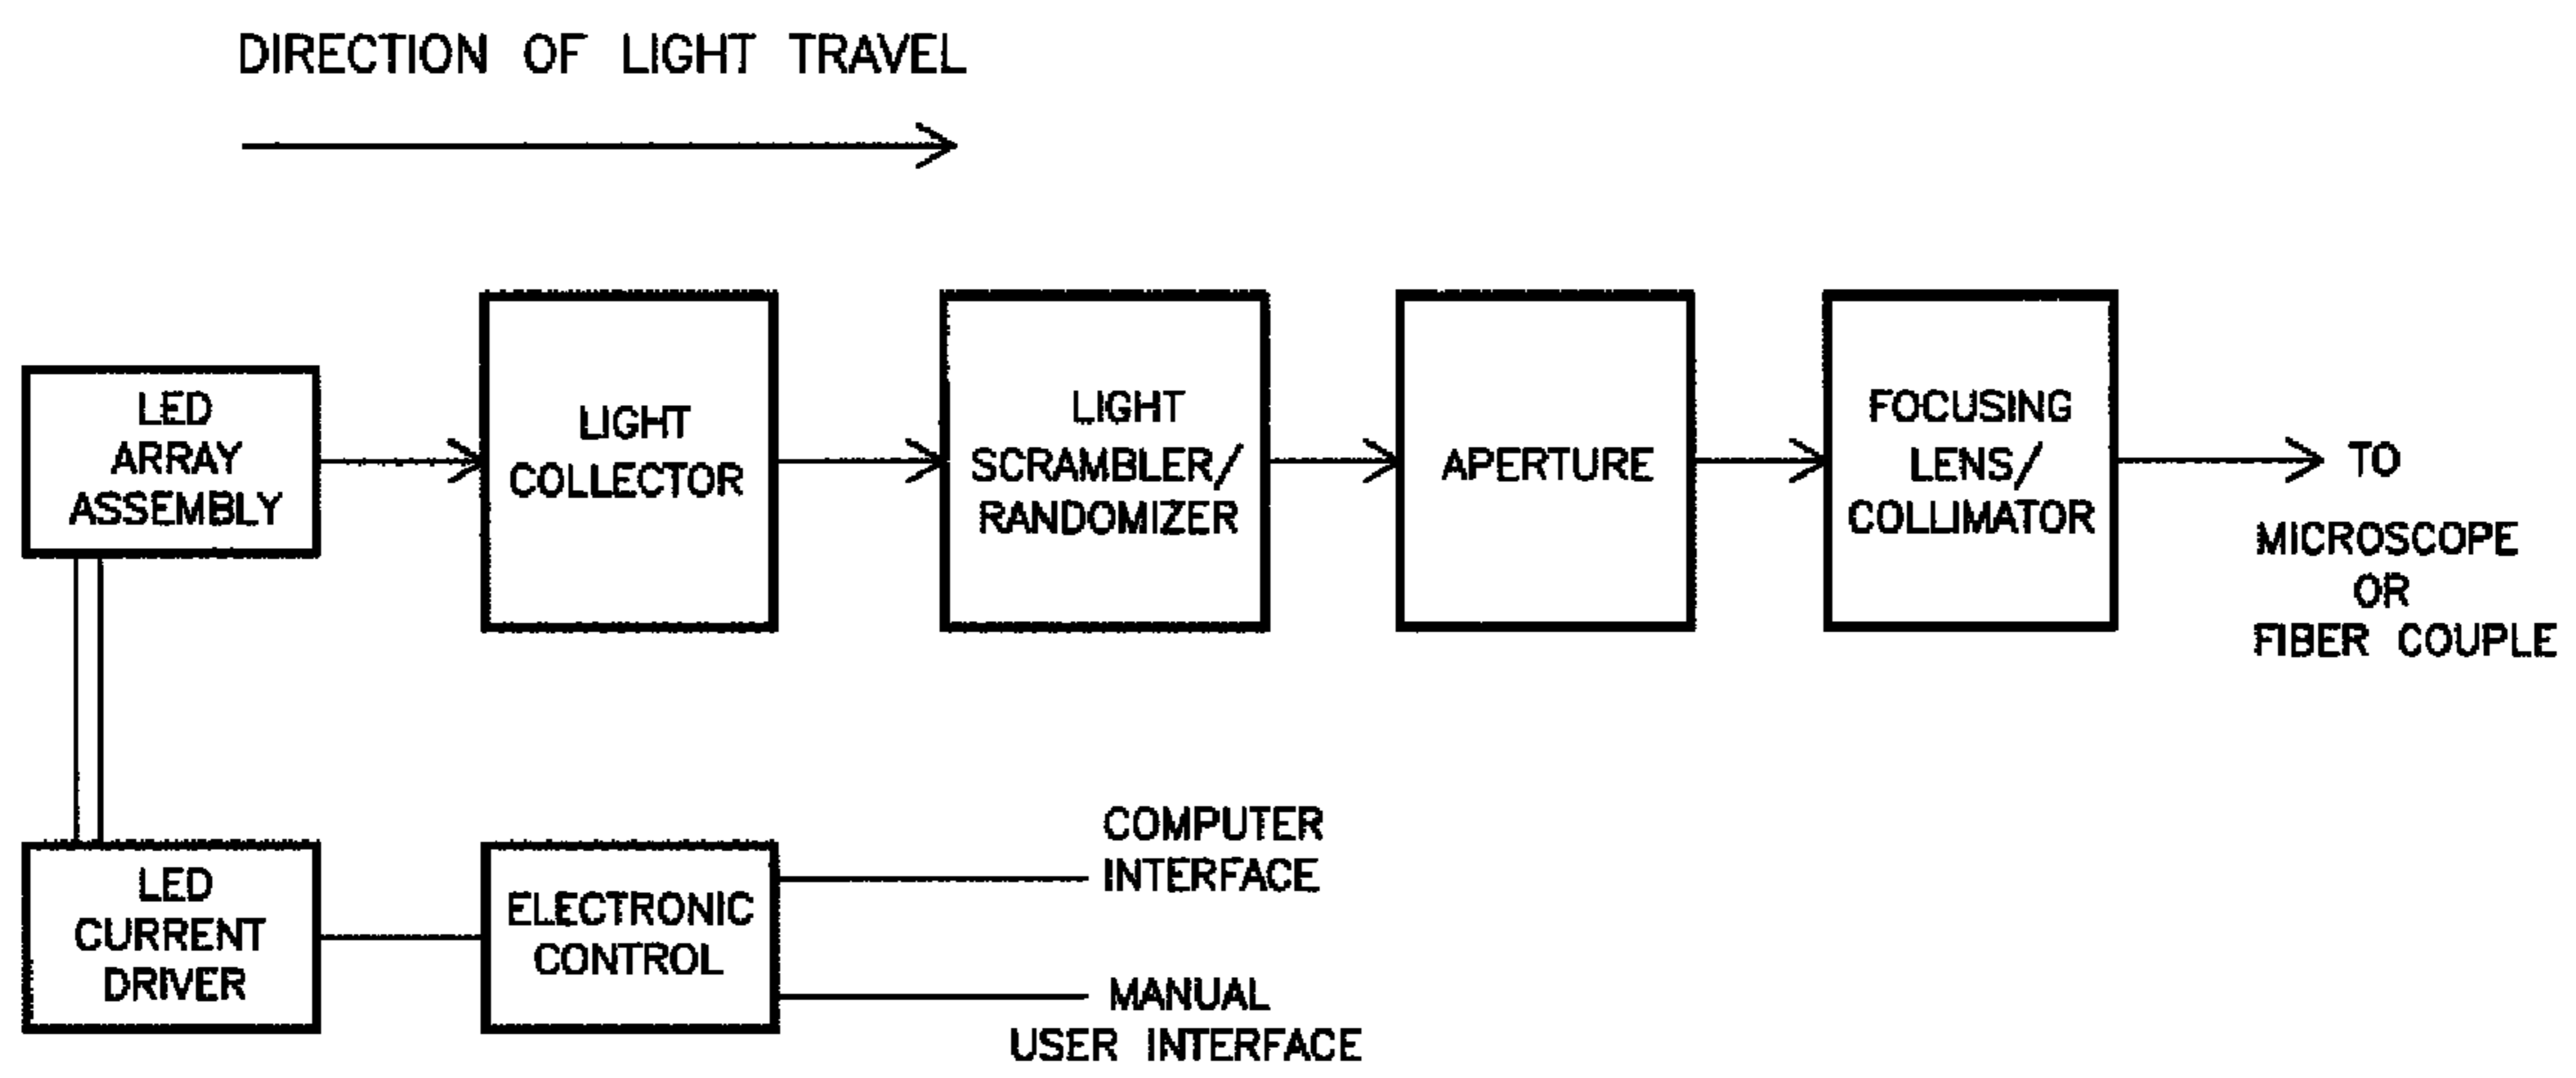 DIRECTION OF LIGHT TRAVEL
LED
ARRAY
ASSEMBLY
LIGHT
COLLECTOR
LIGHT
SCRAMBLER/
RANDOMIZER
APERTURE
FOCUSING
LENS/
COLLIMATOR
TO
MICROSCOPE
OR
FIBER COUPLE
LED
CURRENT
DRIVER
ELECTRONIC
CONTROL
COMPUTER
INTERFACE
MANUAL
USER INTERFACE